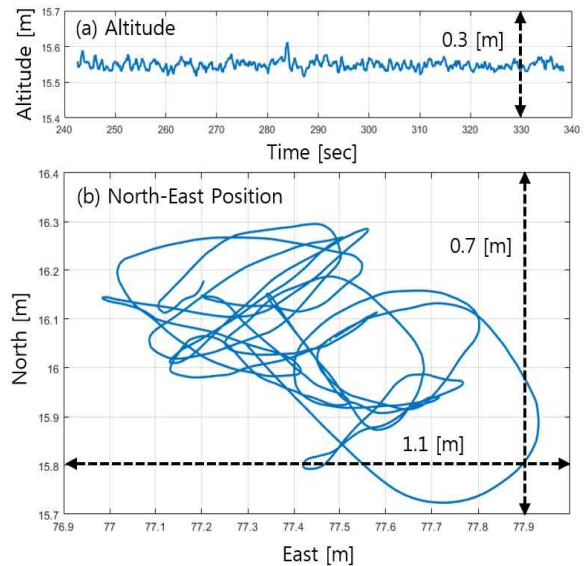 15.7
(a) Altitude
0.3 [m]
Altitude [m]
15.6
15.5
15.4
240 250 260 270 280 290 300 310 320 330 340
Time [sec]
16.4
(b) North-East Position
16.3
0.7 [m]
16.2
16.1
North [m]
16
15.9
1.1 [m]
15.8
15.7
76.9 77 77.1 77.2 77.3 77.4 77.5 77.6 77.7 77.8 77.9
East [m]